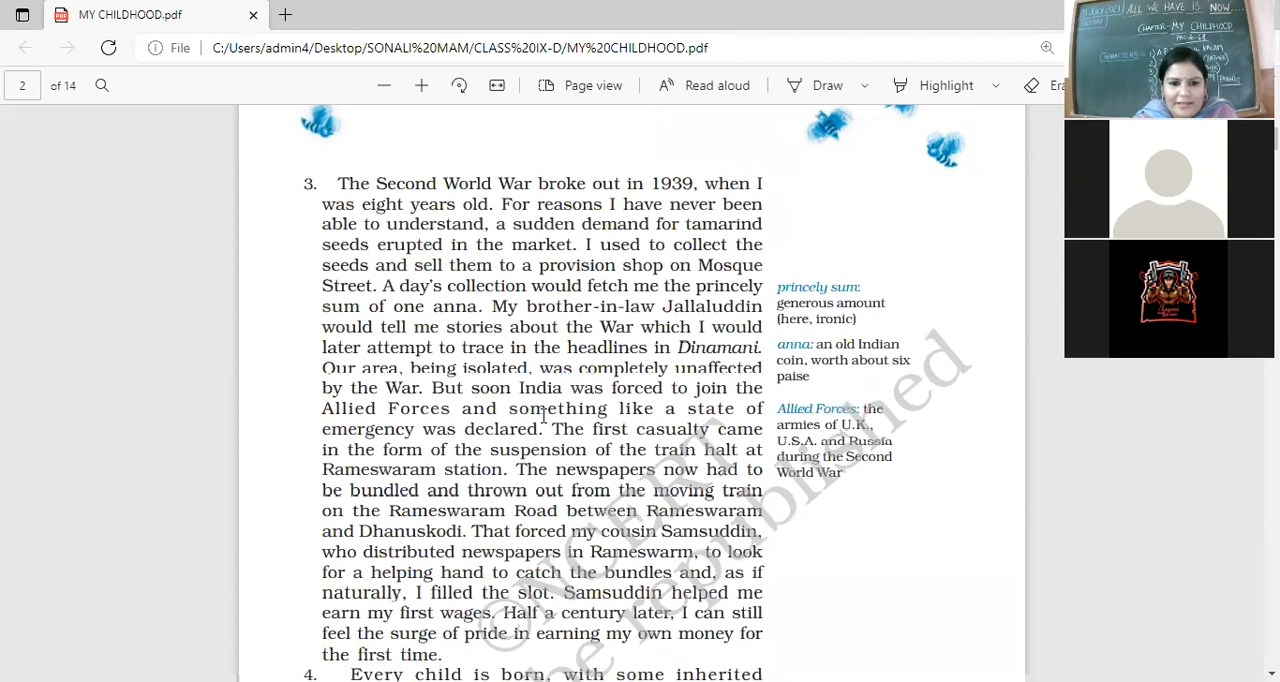 MY CHILDHOOD.pdf
File
C:/Users/admin4/Desktop/SONALI%20MAM/CLASS%20IX-D/MY%20CHILDHOOD.pdf
2 of 14
Page view
Read aloud
Draw
Highlight
Era
ALL WE HAVE IS NOW....
CHAPTER-MY CHILDHOOD
3. The Second World War broke out in 1939, when I
was eight years old. For reasons I have never been
able to understand, a sudden demand for tamarind
seeds erupted in the market. I used to collect the
seeds and sell them to a provision shop on Mosque
Street. A day's collection would fetch me the princely
sum of one anna. My brother-in-law Jallaluddin
would tell me stories about the War which I would
later attempt to trace in the headlines in Dinamani.
Our area, being isolated, was completely unaffected
by the War. But soon India was forced to join the
Allied Forces and something like a state of
emergency was declared. The first casualty came
in the form of the suspension of the train halt at
Rameswaram station. The newspapers now had to
be bundled and thrown out from the moving train
on the Rameswaram Road between Rameswaram
and Dhanuskodi. That forced my cousin Samsuddin,
who distributed newspapers in Rameswarm, to look
for a helping hand to catch the bundles and, as if
naturally, I filled the slot. Samsuddin helped me
earn my first wages. Half a century later, I can still
feel the surge of pride in earning my own money for
the first time.
4. Every child is born, with some inherited
princely sum:
generous amount
(here, ironic)
anna: an old Indian
coin, worth about six
paise
Allied Forces: the
armies of U.K.,
U.S.A. and Russia
during the Second
World War
©NCERT
be republished